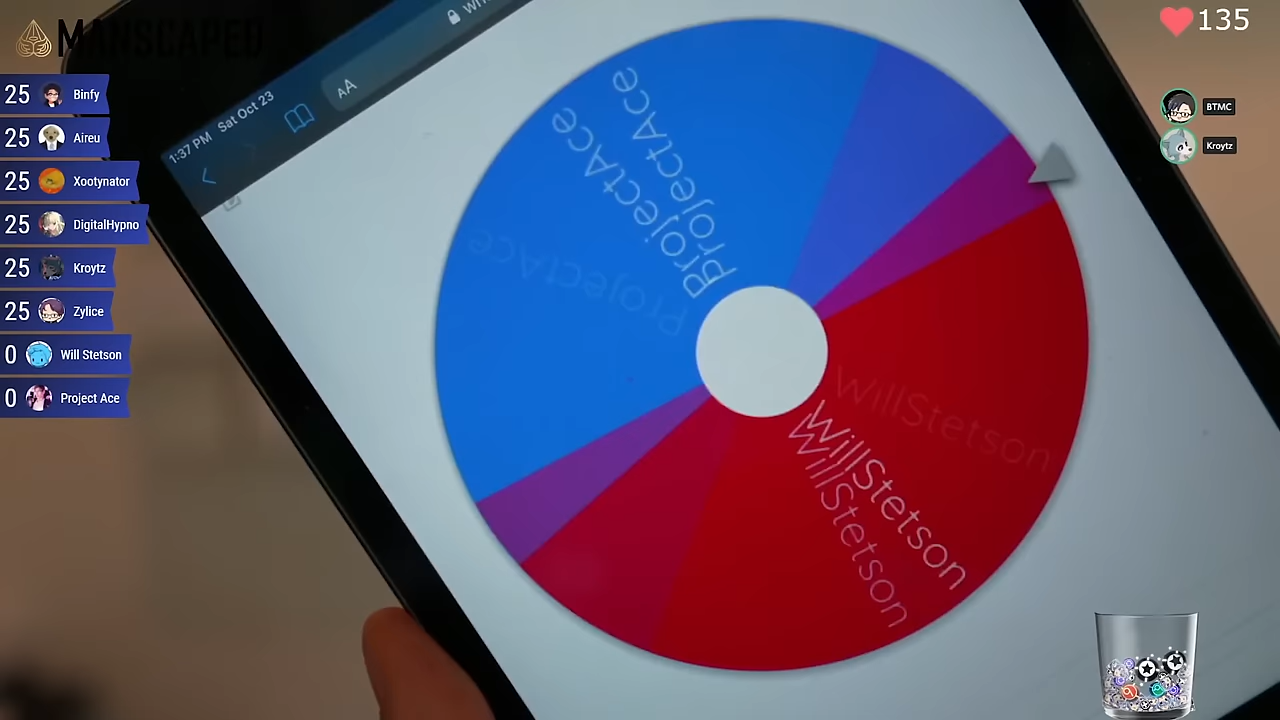 MANSCAPED
135
25 Binfy
25 Aireu
25 Xootynator
25 DigitalHypno
25 Kroytz
25 Zylice
0 Will Stetson
0 Project Ace
BTMC
Kroytz
1:37 PM Sat Oct 23
AA
ProjectAce
ProjectAce
ProjectAce
WillStetson
WillStetson
WillStetson